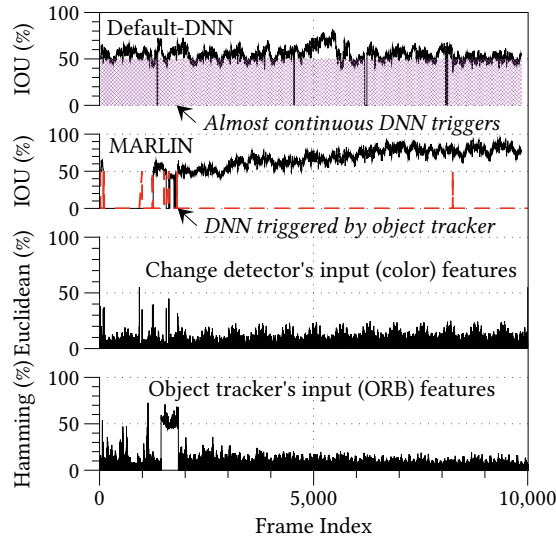 IOU (%)
100
50
0
Default-DNN
Almost continuous DNN triggers
IOU (%)
100
50
0
MARLIN
DNN triggered by object tracker
Euclidean (%)
100
50
0
Change detector's input (color) features
Hamming (%)
100
50
0
Object tracker's input (ORB) features
0
5,000
10,000
Frame Index